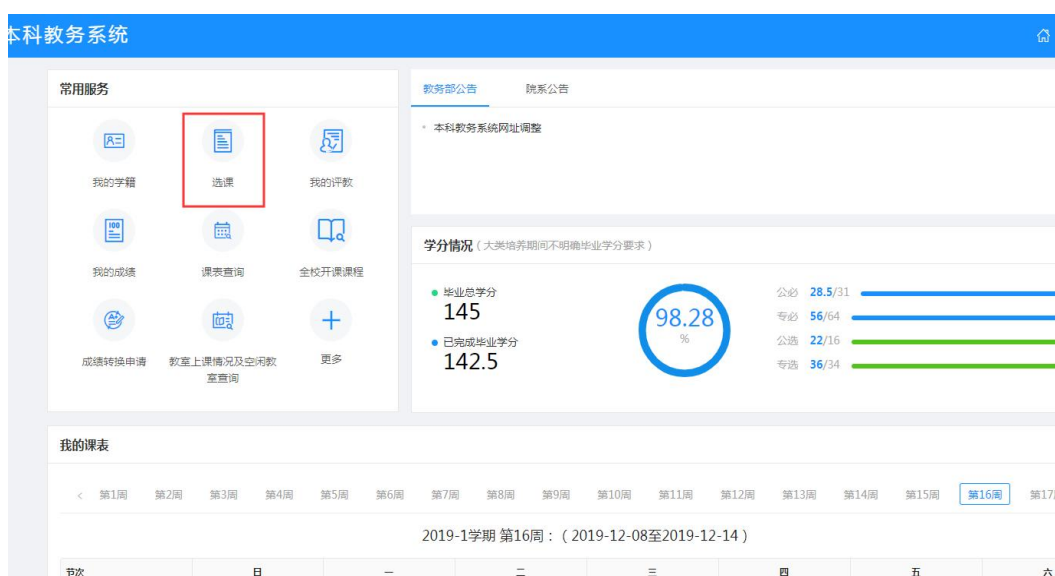 本科教务系统
常用服务
我的学籍
选课
我的评教
我的成绩
课表查询
全校开课课程
成绩转换申请
教室上课情况及空闲教
室查询
更多
教务部公告
院系公告
本科教务系统网址调整
学分情况（大类培养期间不明确毕业学分要求）
毕业总学分
145
已完成毕业学分
142.5
98.28
%
公必 28.5/31
专必 56/64
公选 22/16
专选 36/34
我的课表
< 第1周 第2周 第3周 第4周 第5周 第6周 第7周 第8周 第9周 第10周 第11周 第12周 第13周 第14周 第15周 第16周 第17
2019-1学期 第16周：（2019-12-08至2019-12-14）
节次 日 一 二 三 四 五 六